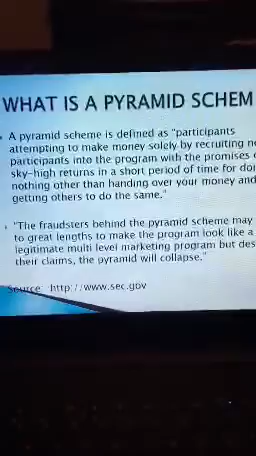 WHAT IS A PYRAMID SCHEM
A pyramid scheme is defined as "participants
attempting to make money solely by recruiting ne
participants into the program with the promises o
sky-high returns in a short period of time for doi
nothing other than handing over your money and
getting others to do the same."
"The fraudsters behind the pyramid scheme may
to great lengths to make the program look like a
legitimate multi level marketing program but des
their claims, the pyramid will collapse."
Source: http://www.sec.gov